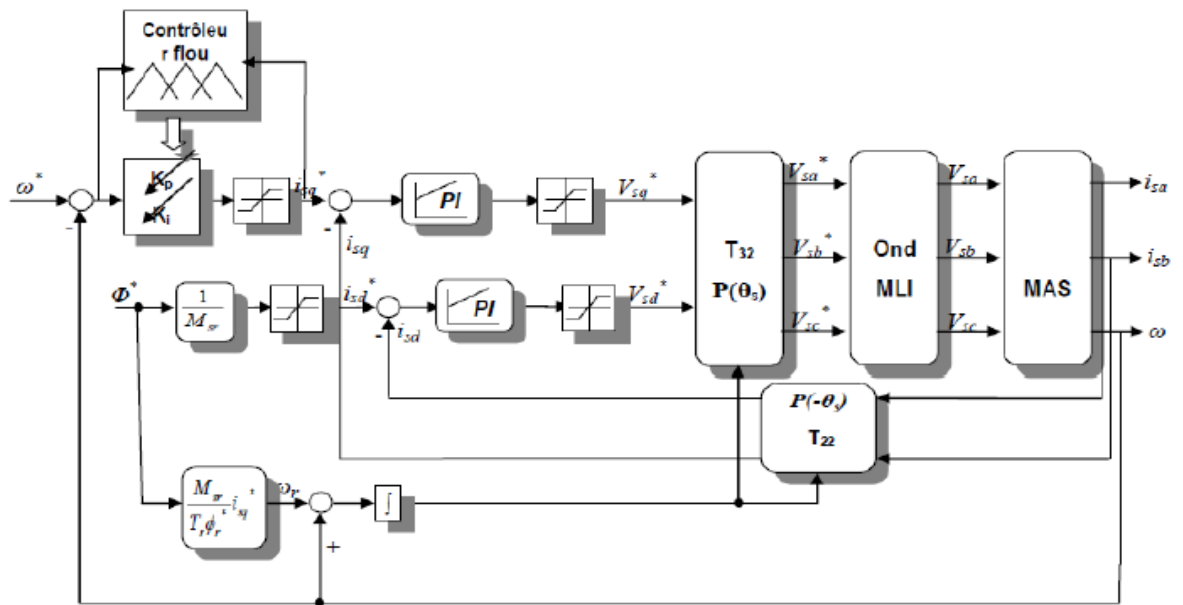 Contrôleu
r flou
ω*
-
Kp
Ki
isq*
-
isq
PI
Vsq*
T32
P(θs)
Vsa*
Vsb*
Vsc*
Ond
MLI
Vsa
Vsb
Vsc
MAS
isa
isb
ω
Φ*
1
Msr
isd*
-
isd
PI
Vsd*
P(-θs)
T22
Msr
Trϕr* isq*
ωr
+
∫